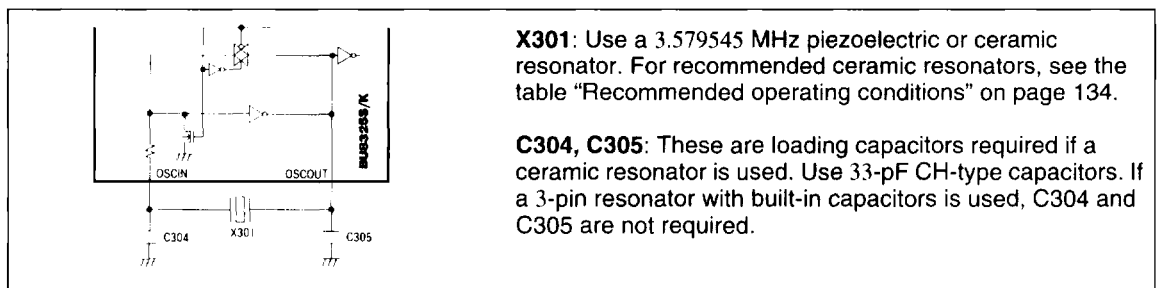 BU8325S/K
OSCIN
OSCOUT
C304
X301
C305
X301: Use a 3.579545 MHz piezoelectric or ceramic
resonator. For recommended ceramic resonators, see the
table “Recommended operating conditions” on page 134.
C304, C305: These are loading capacitors required if a
ceramic resonator is used. Use 33-pF CH-type capacitors. If
a 3-pin resonator with built-in capacitors is used, C304 and
C305 are not required.